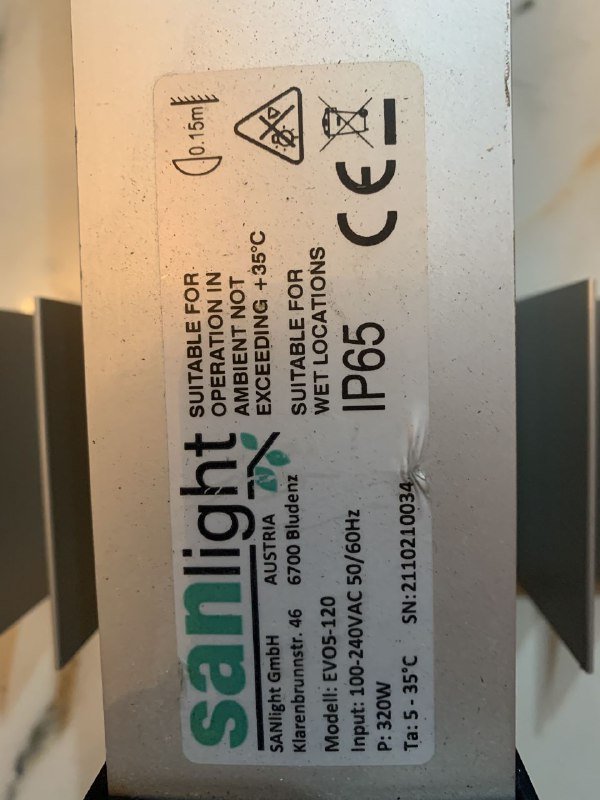 sanlight
SANlight GmbH AUSTRIA
Klarenbrunnstr. 46 6700 Bludenz
Modell: EVO5-120
Input: 100-240VAC 50/60Hz
P: 320W
Ta: 5 - 35°C SN:2110210034
SUITABLE FOR
OPERATION IN
AMBIENT NOT
EXCEEDING +35°C
SUITABLE FOR
WET LOCATIONS
IP65
0.15m
CE